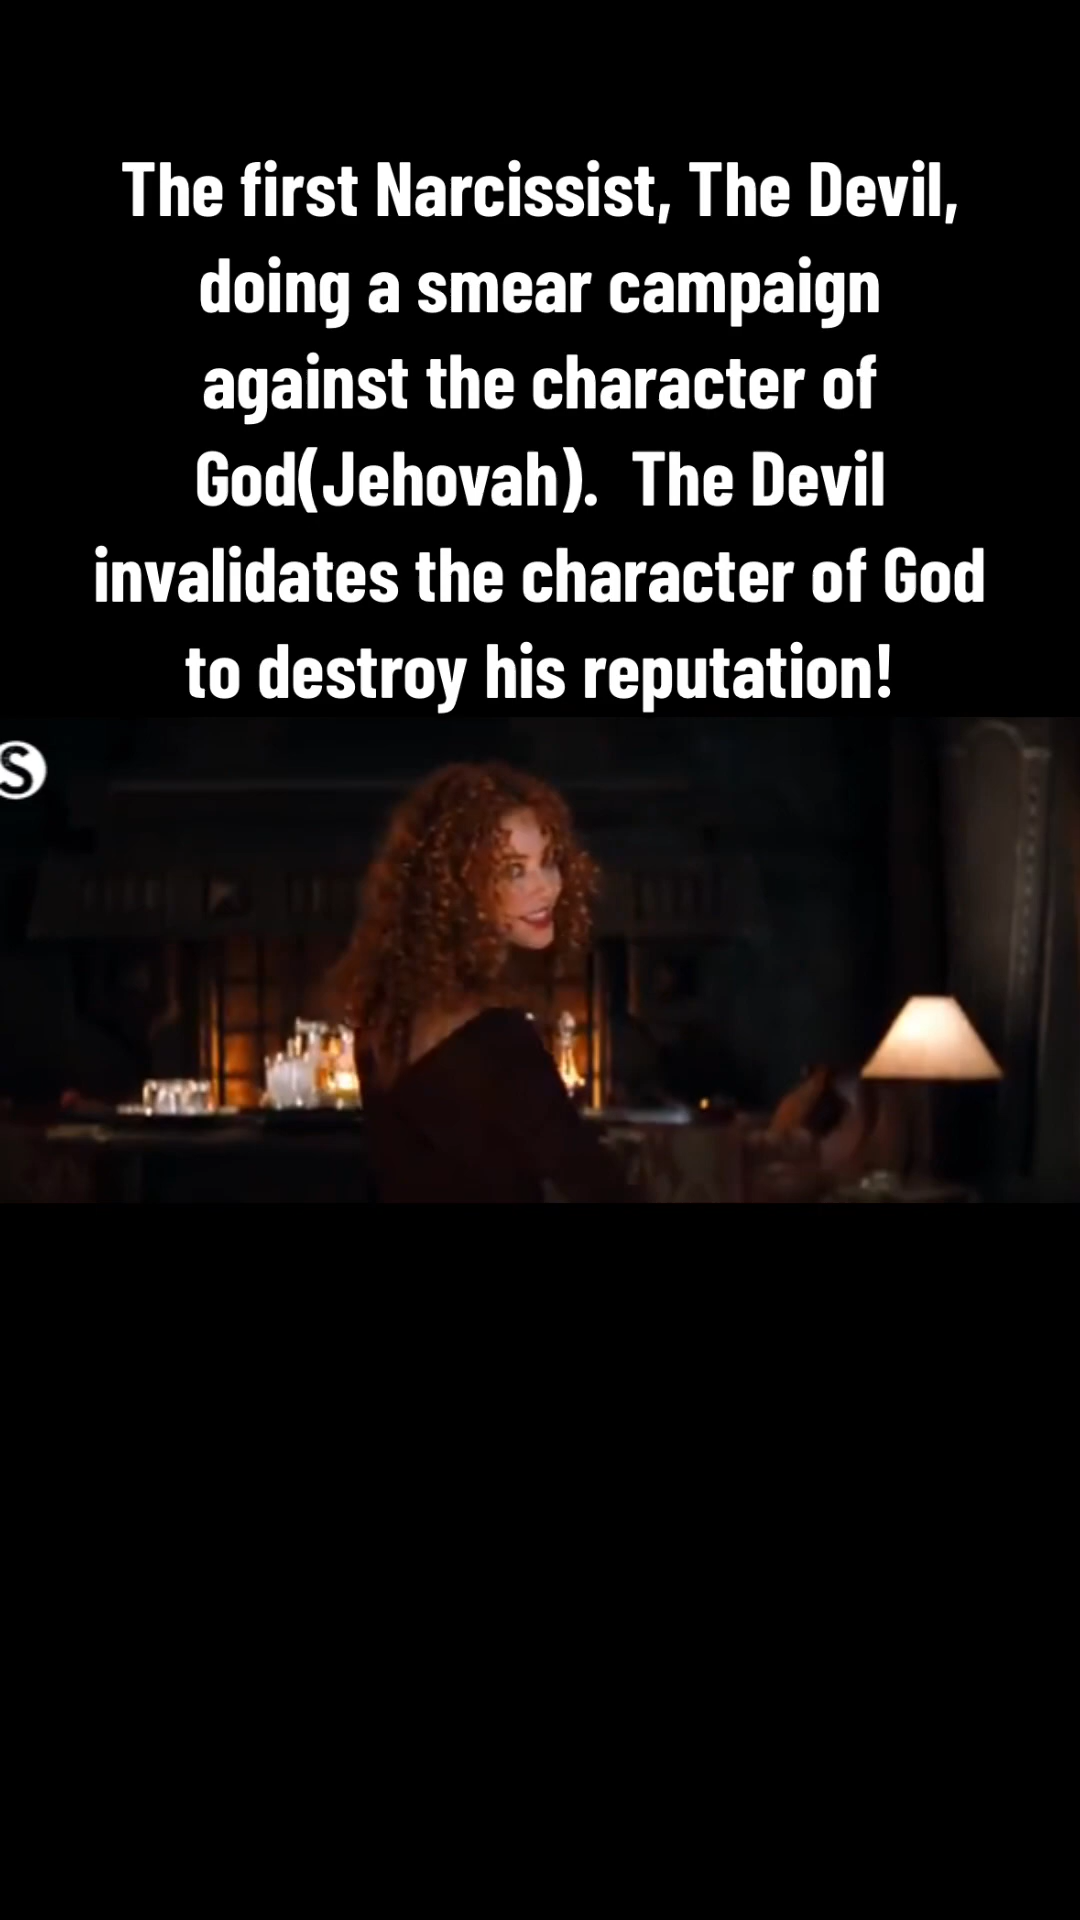 The first Narcissist, The Devil,
doing a smear campaign
against the character of
God(Jehovah).  The Devil
invalidates the character of God
to destroy his reputation!
S